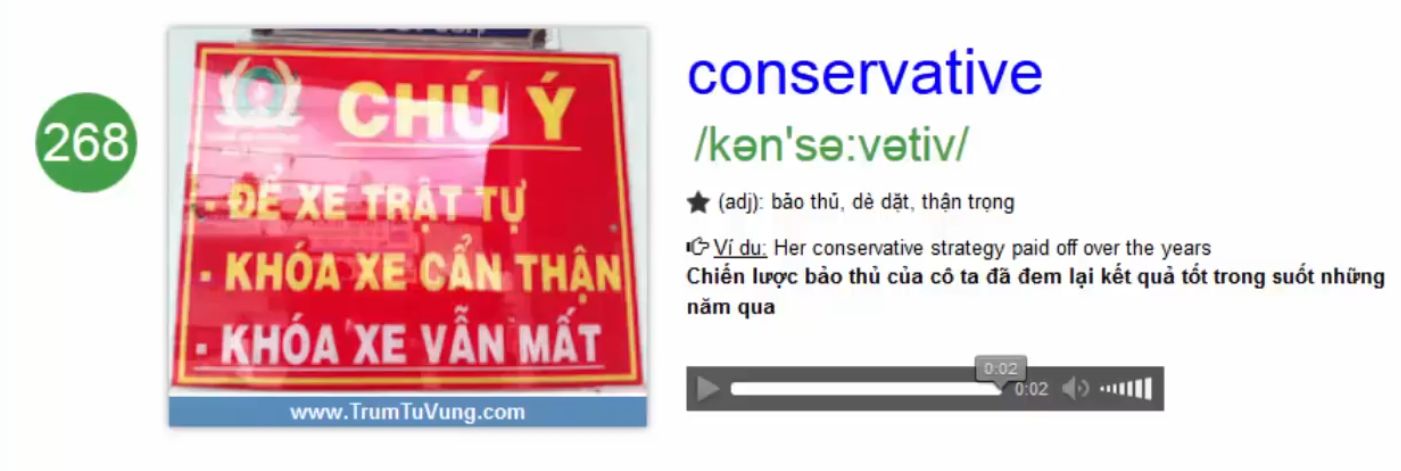 268
CHÚ Ý
- ĐỂ XE TRẬT TỰ
- KHÓA XE CẨN THẬN
- KHÓA XE VẪN MẤT
www.TrumTuVung.com
conservative
/kən'sə:vətiv/
(adj): bảo thủ, dè dặt, thận trọng
Ví dụ: Her conservative strategy paid off over the years
Chiến lược bảo thủ của cô ta đã đem lại kết quả tốt trong suốt những
năm qua
0:02
0:02